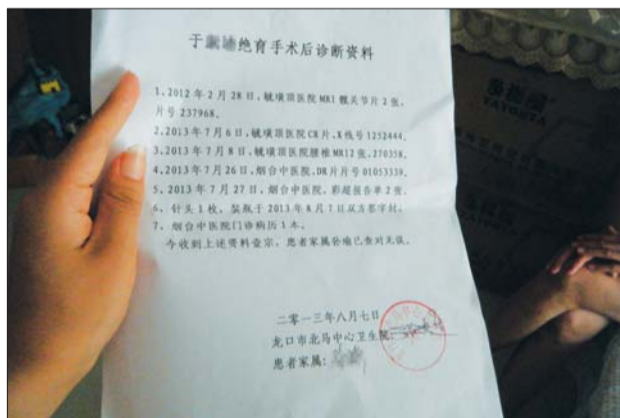 于 绝育手术后诊断资料
1、2012年2月28日,毓璜顶医院MRI髋关节片2张,
片号237968。
2、2013年7月6日,毓璜顶医院CR片、X线号1252444。
3、2013年7月8日,毓璜顶医院腰椎MR12张,270358。
4、2013年7月26日,烟台中医院、DR片片号01053339。
5、2013年7月27日,烟台中医院,彩超报告单2张。
6、针头1枚,装瓶于2013年8月7日双方签字封。
7、烟台中医院门诊病历1本。
今收到上述资料壹宗,患者家属 已查对无误。
二零一三年八月七日
龙口市北马中心卫生院:
患者家属: